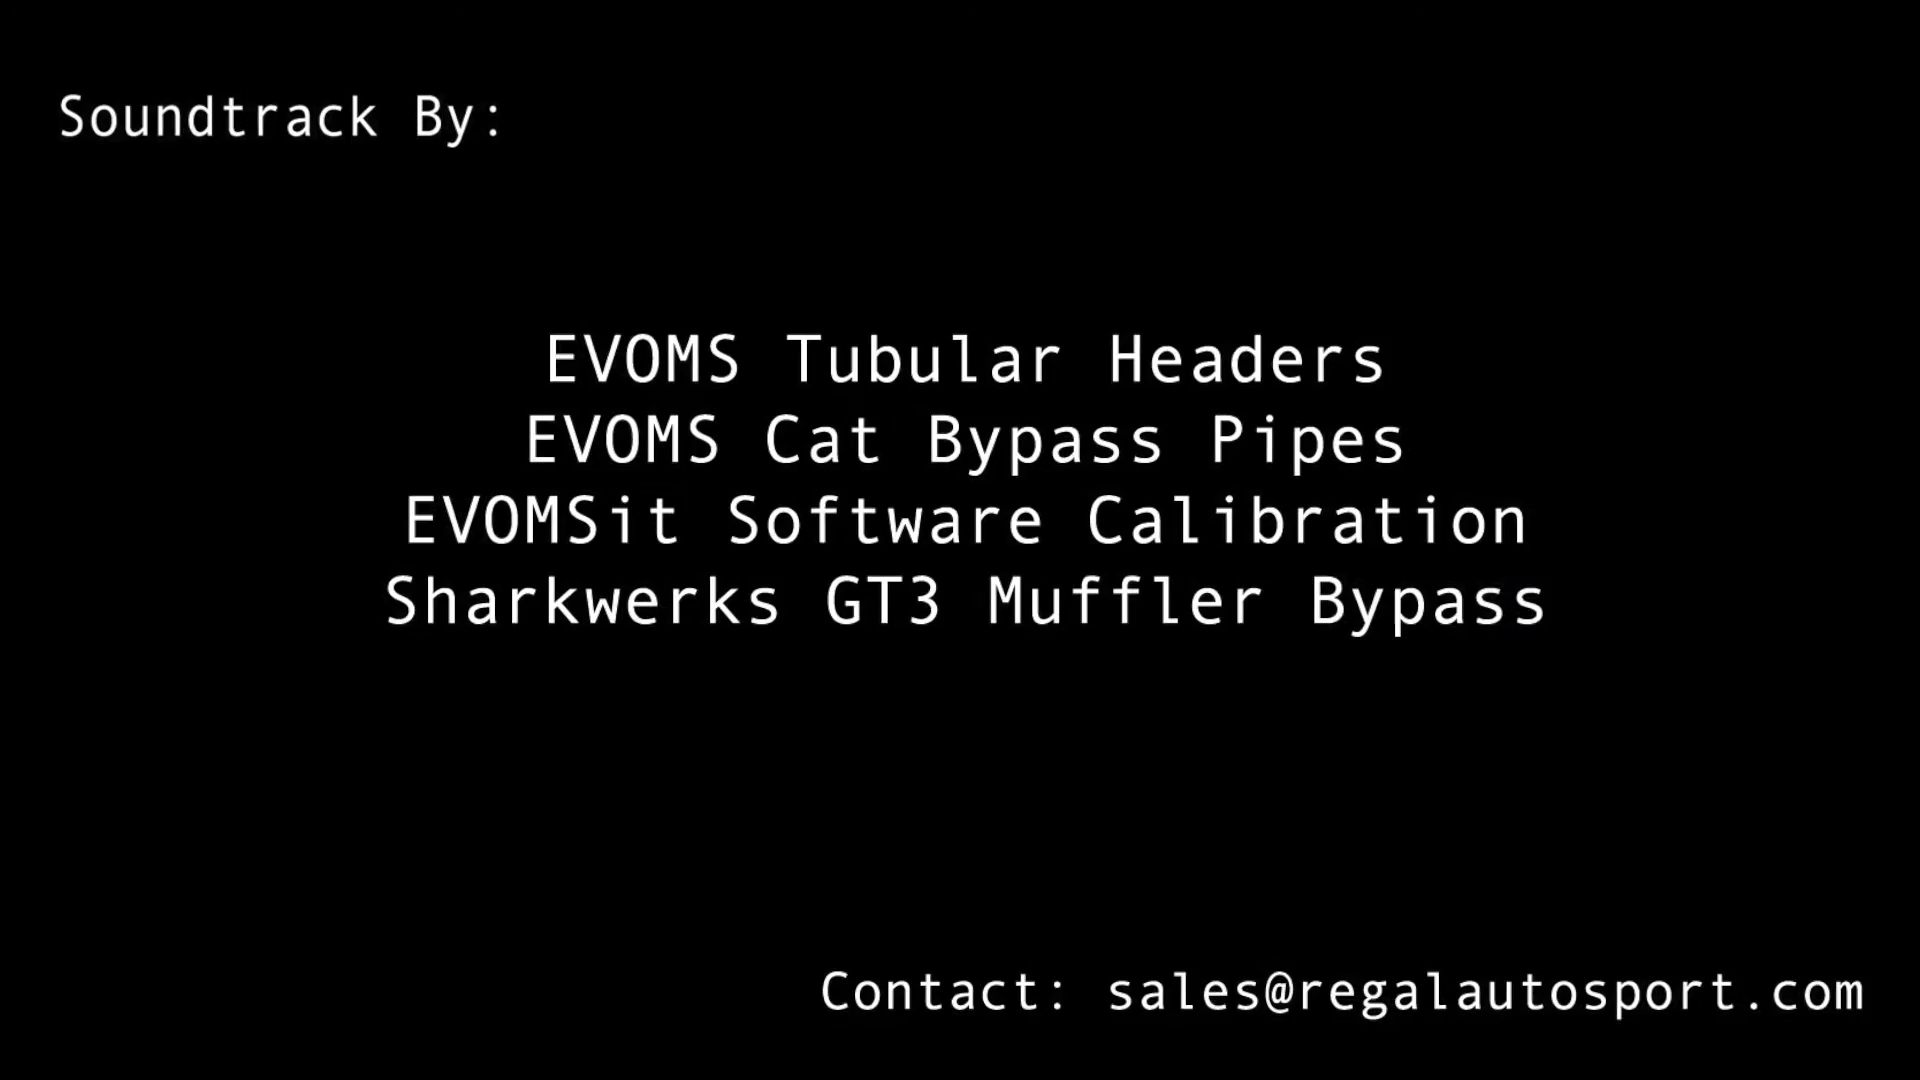 Soundtrack By:
EVOMS Tubular Headers
EVOMS Cat Bypass Pipes
EVOMSit Software Calibration
Sharkwerks GT3 Muffler Bypass
Contact: sales@regalautosport.com